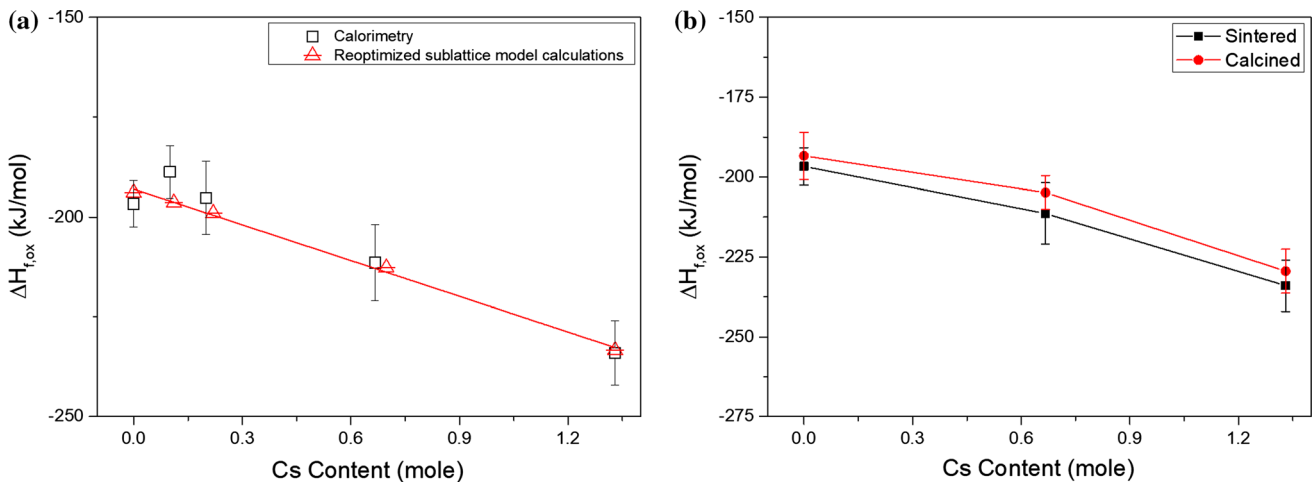 (a)
Calorimetry
Reoptimized sublattice model calculations
-150
-200
-250
ΔHf,ox (kJ/mol)
0.0 0.3 0.6 0.9 1.2
Cs Content (mole)
(b)
Sintered
Calcined
-150
-175
-200
-225
-250
-275
ΔHf,ox (kJ/mol)
0.0 0.3 0.6 0.9 1.2
Cs Content (mole)